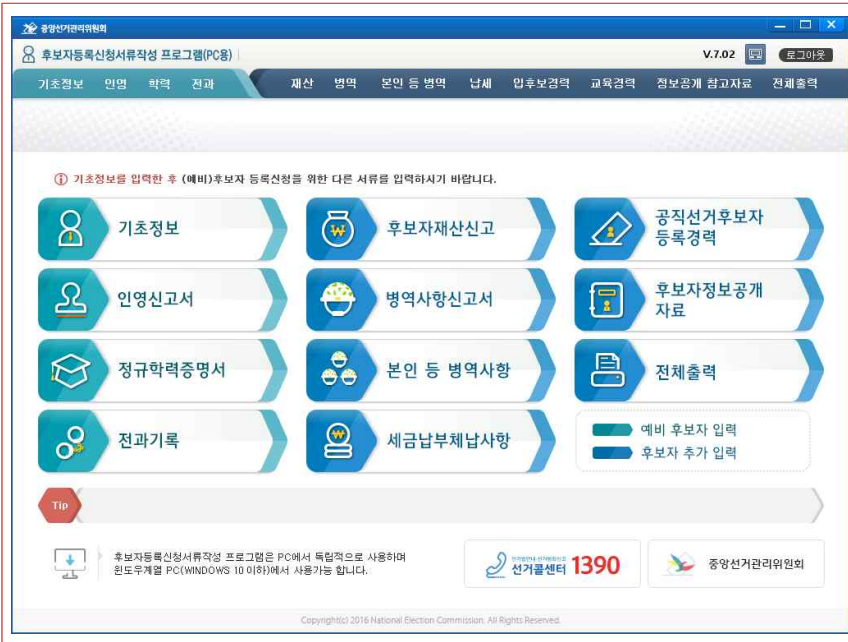 중앙선거관리위원회
후보자등록신청서류작성 프로그램(PC용)
V.7.02 로그아웃
기초정보 인영 학력 전과 재산 병역 본인 등 병역 납세 입후보경력 교육경력 정보공개 참고자료 전체출력
기초정보를 입력한 후 (예비)후보자 등록신청을 위한 다른 서류를 입력하시기 바랍니다.
기초정보
후보자재산신고
공직선거후보자
등록경력
인영신고서
병역사항신고서
후보자정보공개
자료
정규학력증명서
본인 등 병역사항
전체출력
전과기록
세금납부체납사항
예비 후보자 입력
후보자 추가 입력
Tip
후보자등록신청서류작성 프로그램은 PC에서 독립적으로 사용하며
윈도우계열 PC(WINDOWS 10 이하)에서 사용가능 합니다.
선거콜센터 1390
중앙선거관리위원회
Copyright(c) 2016 National Election Commission. All Rights Reserved.